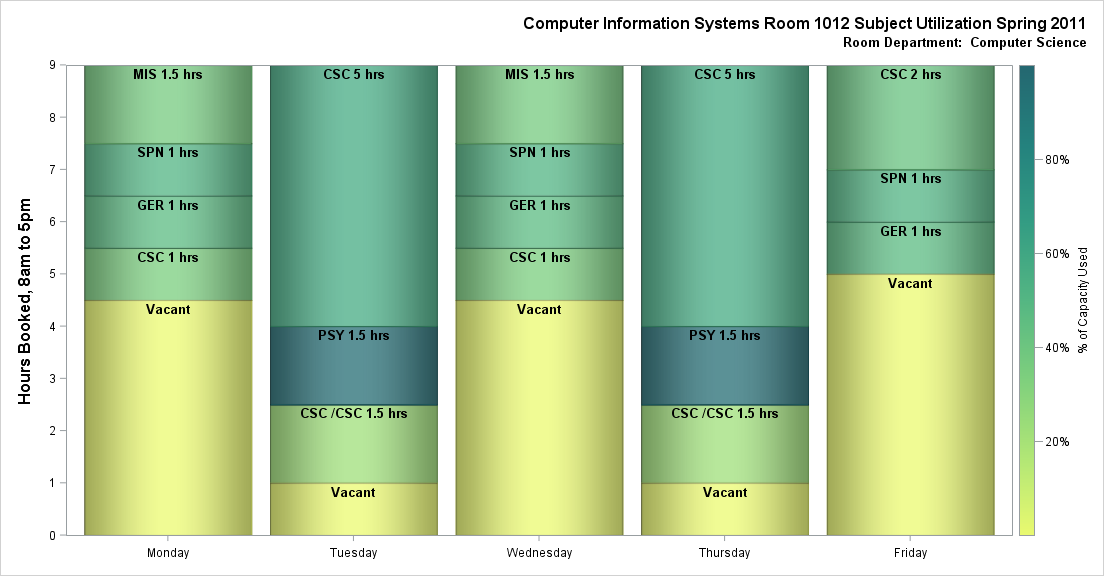 Computer Information Systems Room 1012 Subject Utilization Spring 2011
Room Department: Computer Science
Hours Booked, 8am to 5pm
9
8
7
6
5
4
3
2
1
0
MIS 1.5 hrs
SPN 1 hrs
GER 1 hrs
CSC 1 hrs
Vacant
Monday
CSC 5 hrs
PSY 1.5 hrs
CSC /CSC 1.5 hrs
Vacant
Tuesday
MIS 1.5 hrs
SPN 1 hrs
GER 1 hrs
CSC 1 hrs
Vacant
Wednesday
CSC 5 hrs
PSY 1.5 hrs
CSC /CSC 1.5 hrs
Vacant
Thursday
CSC 2 hrs
SPN 1 hrs
GER 1 hrs
Vacant
Friday
80%
60%
40%
20%
% of Capacity Used